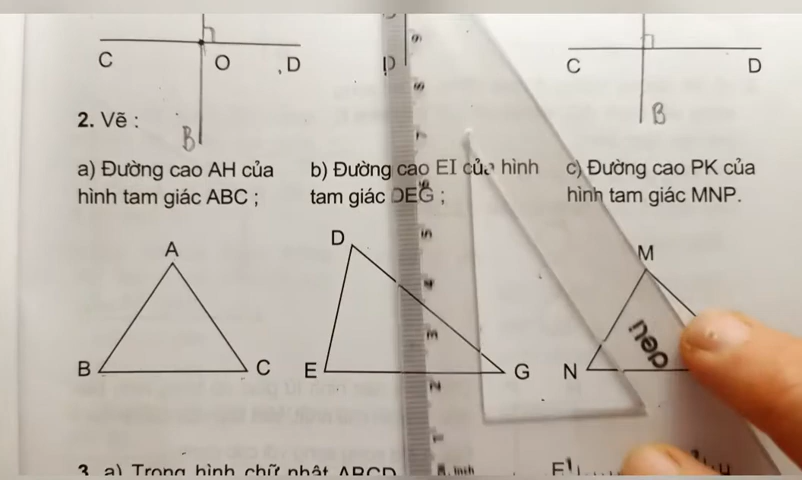 C O D
C D
B
B
2. Vẽ :
a) Đường cao AH của
hình tam giác ABC ;
b) Đường cao EI của hình
tam giác DEG ;
c) Đường cao PK của
hình tam giác MNP.
A
B C
D
E G
M
N
deli
3 a) Trong hình chữ nhật ABCD